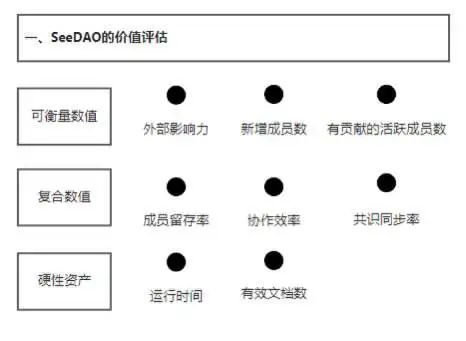 一、SeeDAO的价值评估
可衡量数值
外部影响力
新增成员数
有贡献的活跃成员数
复合数值
成员留存率
协作效率
共识同步率
硬性资产
运行时间
有效文档数